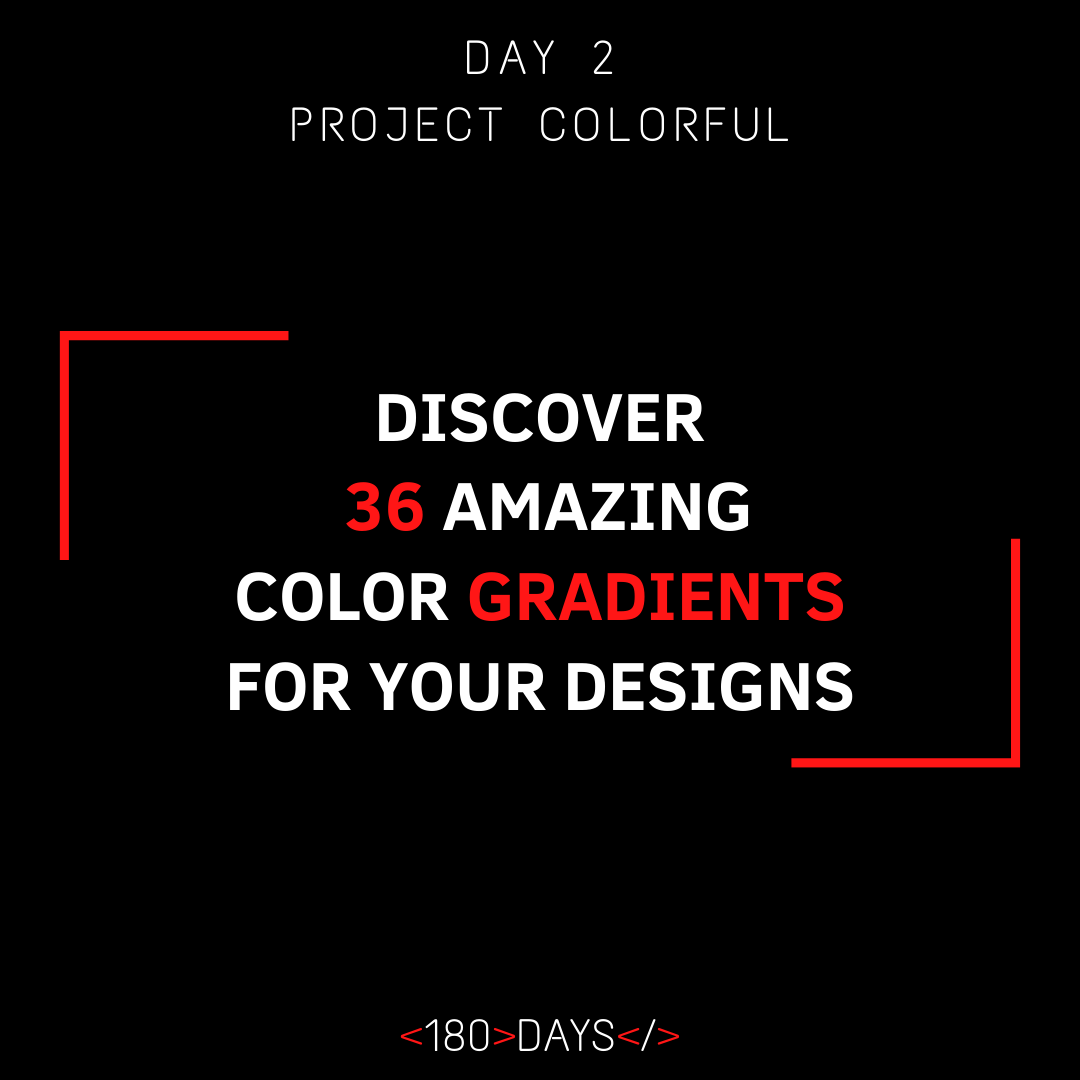 DAY 2
PROJECT COLORFUL
DISCOVER
36 AMAZING
COLOR GRADIENTS
FOR YOUR DESIGNS
<180>DAYS</>